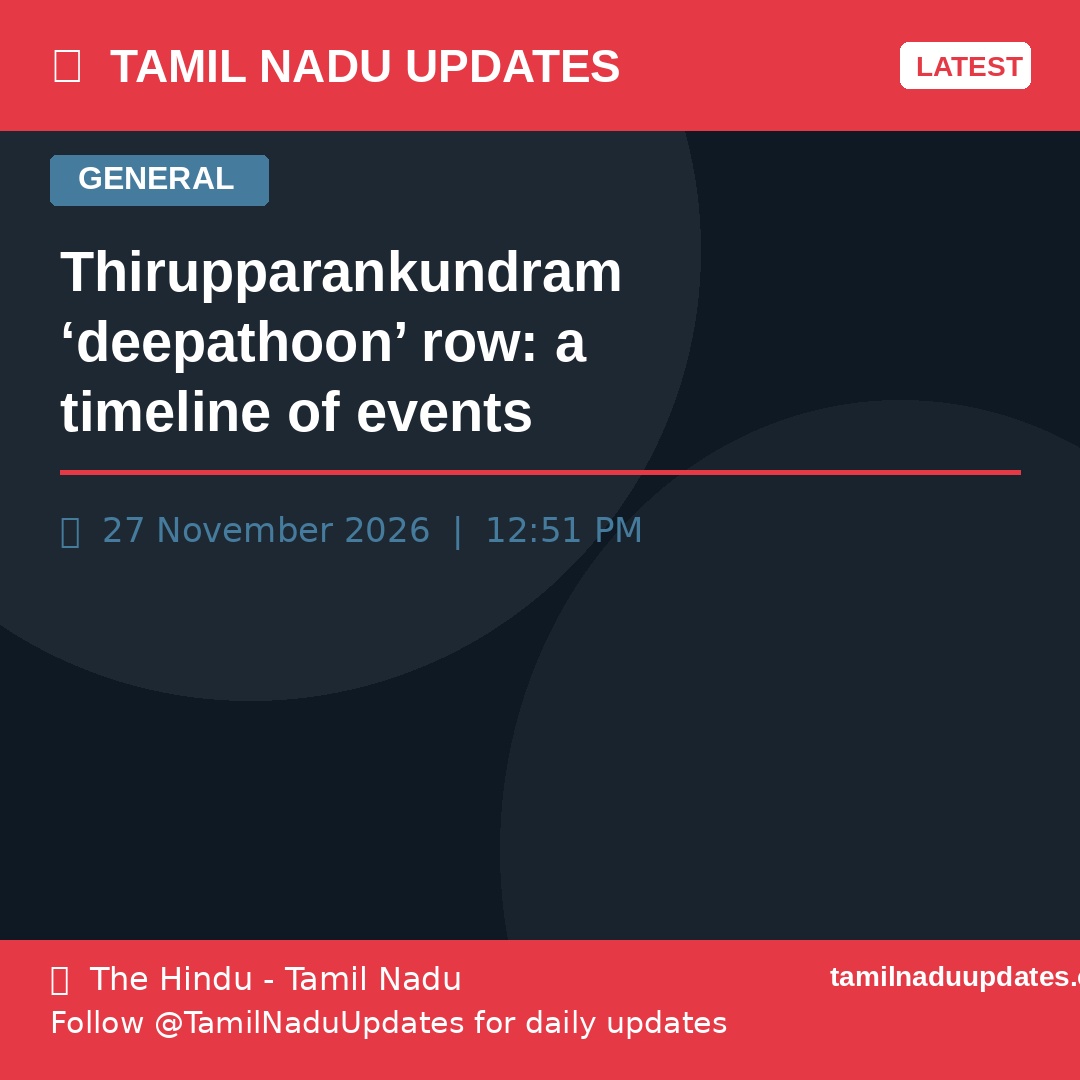 TAMIL NADU UPDATES
LATEST
GENERAL
Thirupparankundram
‘deepathoon’ row: a
timeline of events
27 November 2026 | 12:51 PM
The Hindu - Tamil Nadu
tamilnaduupdates.
Follow @TamilNaduUpdates for daily updates